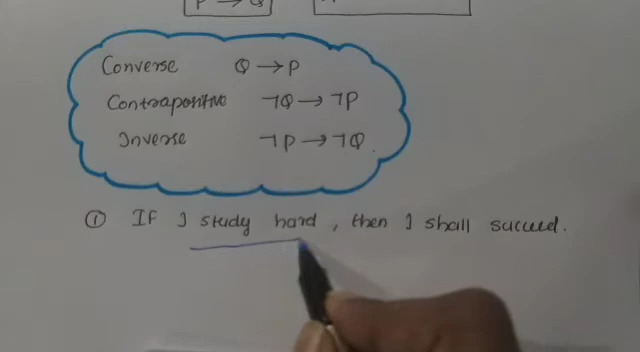 P → Q
Converse Q → P
Contrapositive ¬Q → ¬P
Inverse ¬P → ¬Q.
① If I study hard, then I shall succeed.